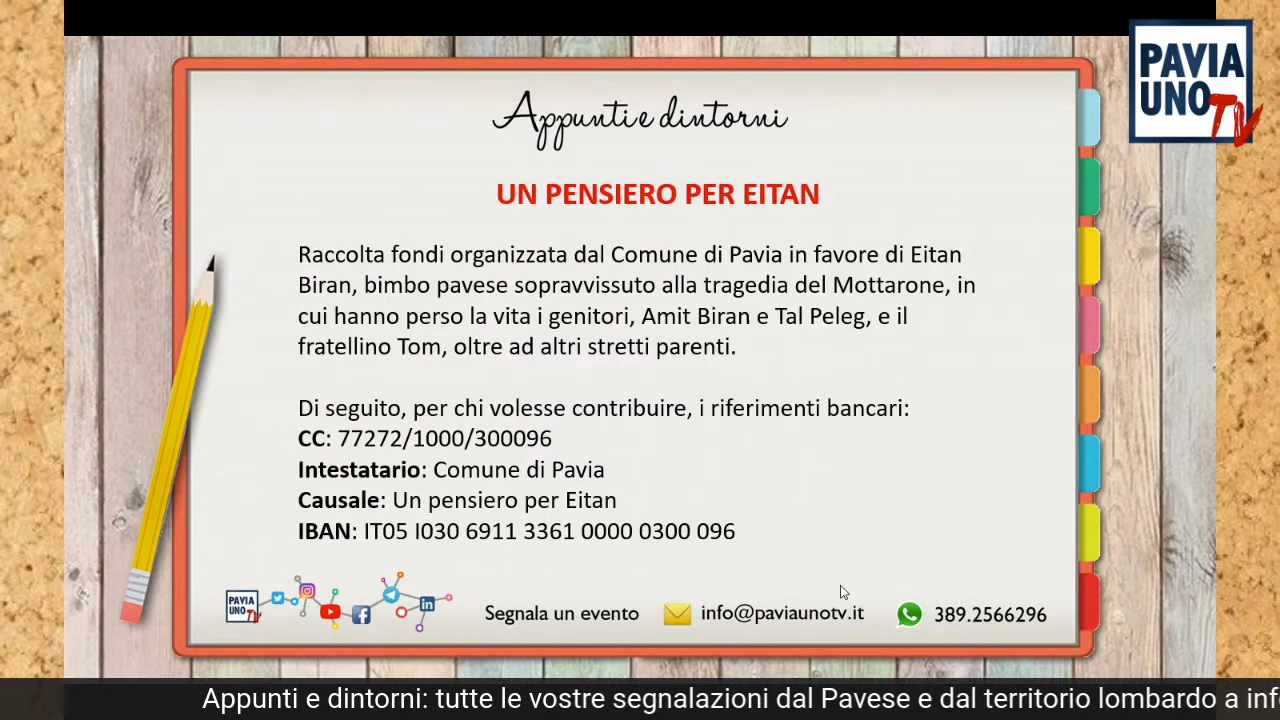 PAVIA
UNO TV
Appunti e dintorni
UN PENSIERO PER EITAN
Raccolta fondi organizzata dal Comune di Pavia in favore di Eitan
Biran, bimbo pavese sopravvissuto alla tragedia del Mottarone, in
cui hanno perso la vita i genitori, Amit Biran e Tal Peleg, e il
fratellino Tom, oltre ad altri stretti parenti.
Di seguito, per chi volesse contribuire, i riferimenti bancari:
CC: 77272/1000/300096
Intestatario: Comune di Pavia
Causale: Un pensiero per Eitan
IBAN: IT05 I030 6911 3361 0000 0300 096
PAVIA
UNO TV
Segnala un evento
info@paviaunotv.it
389.2566296
Appunti e dintorni: tutte le vostre segnalazioni dal Pavese e dal territorio lombardo a inf